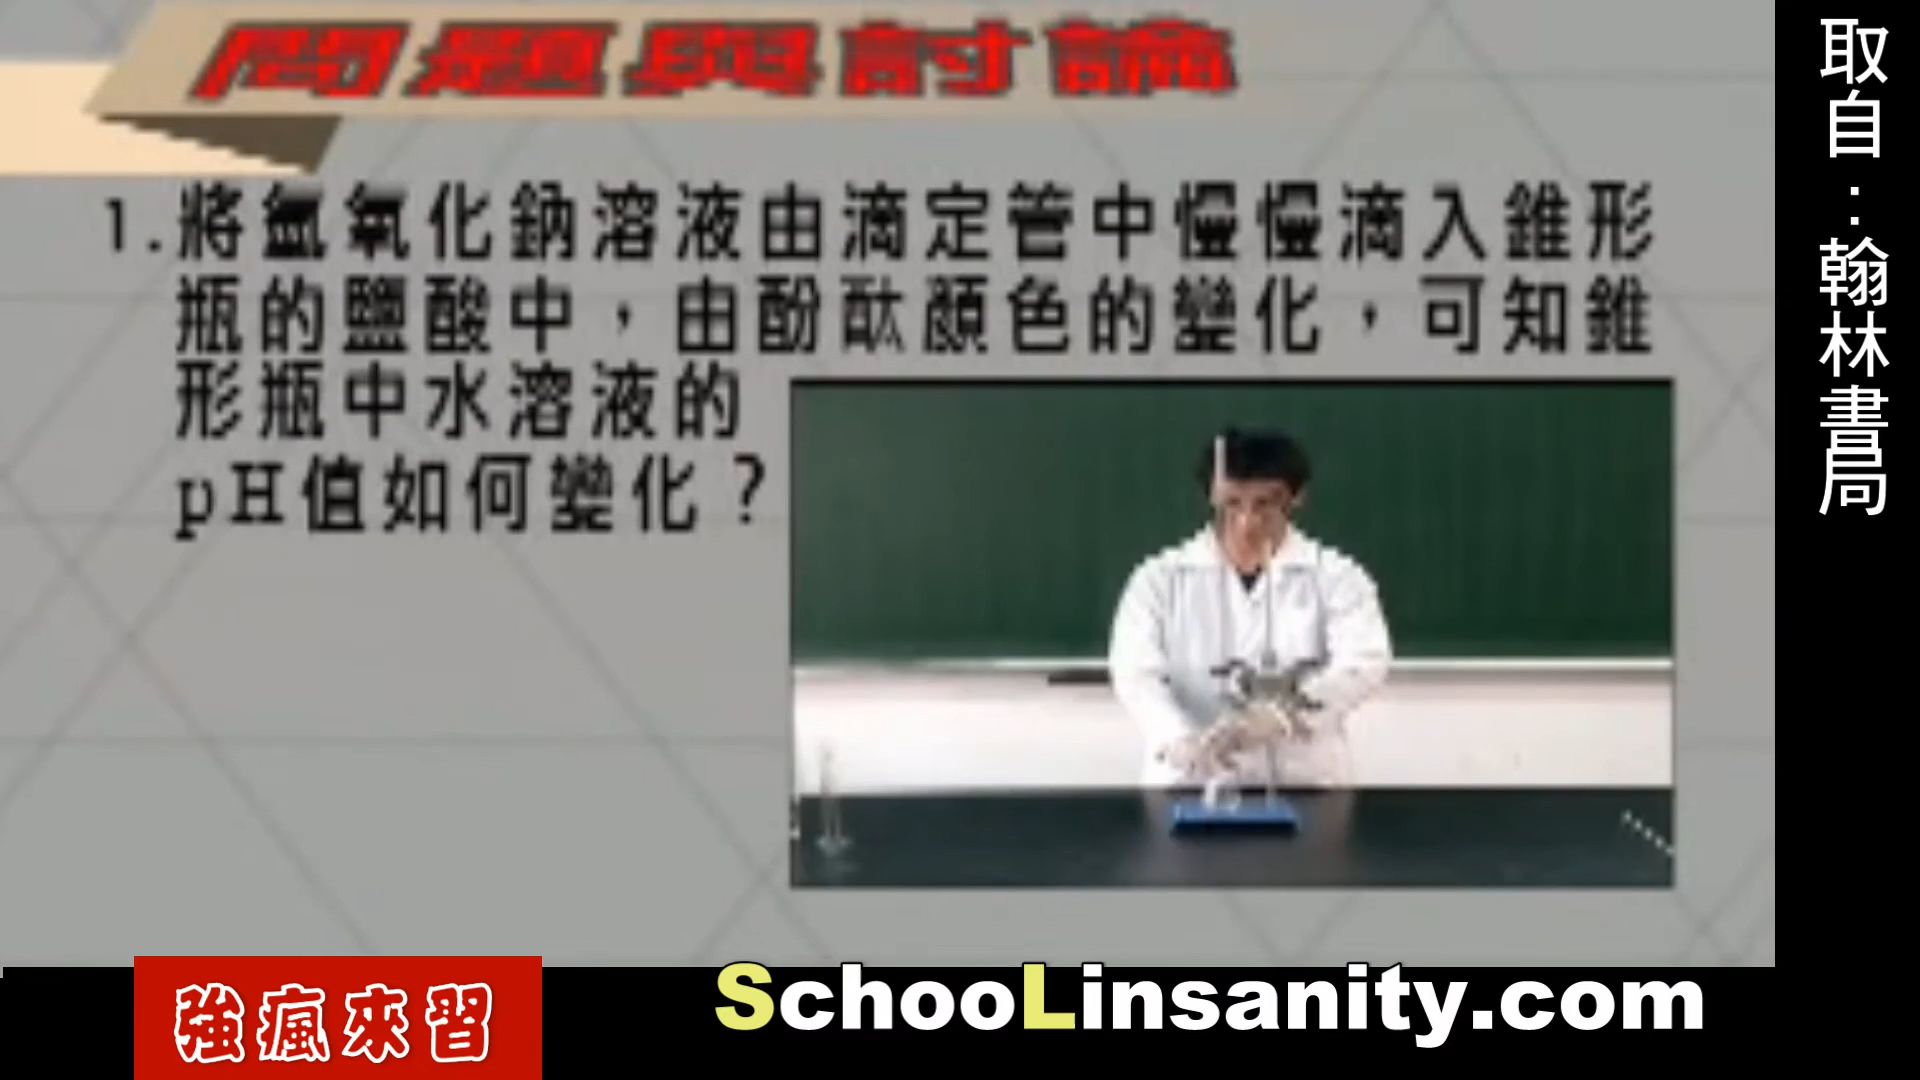 問題與討論
1.將氫氧化鈉溶液由滴定管中慢慢滴入錐形
瓶的鹽酸中，由酚酞顏色的變化，可知錐
形瓶中水溶液的
pH值如何變化？
取自：翰林書局
強瘋來習
SchooLinsanity.com